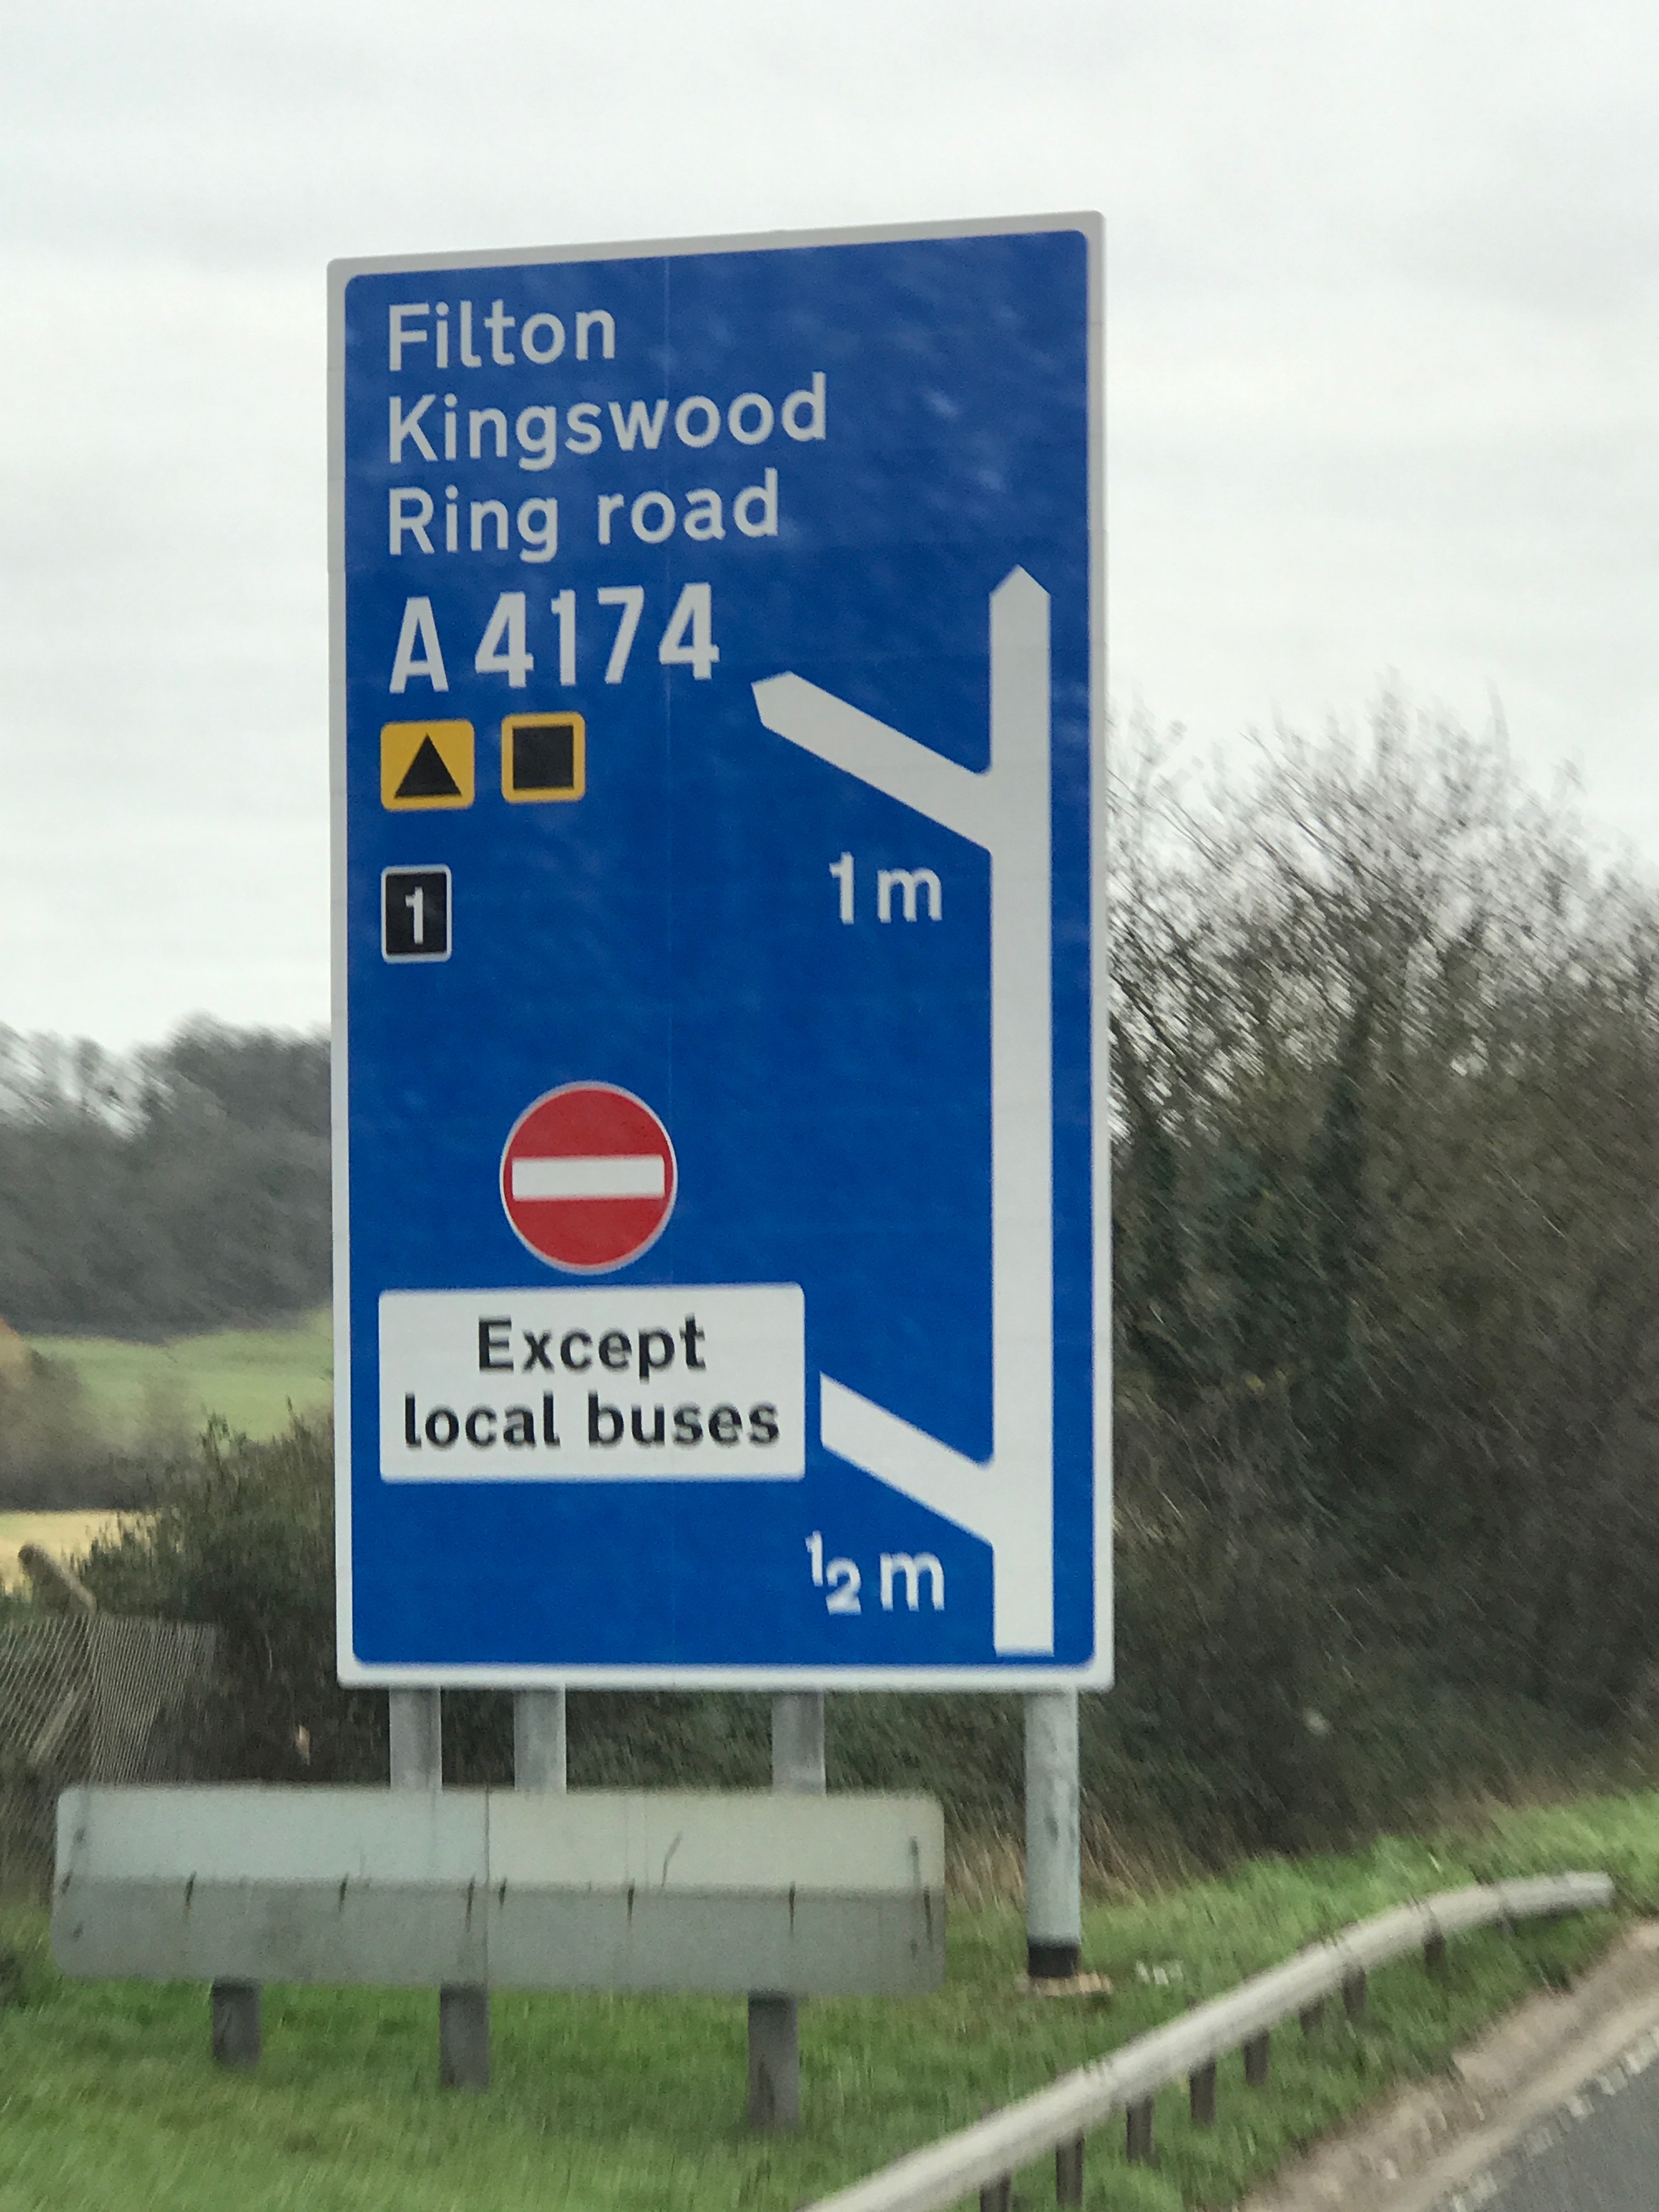 Filton
Kingswood
Ring road
A 4174
1 m
1
Except
local buses
½ m